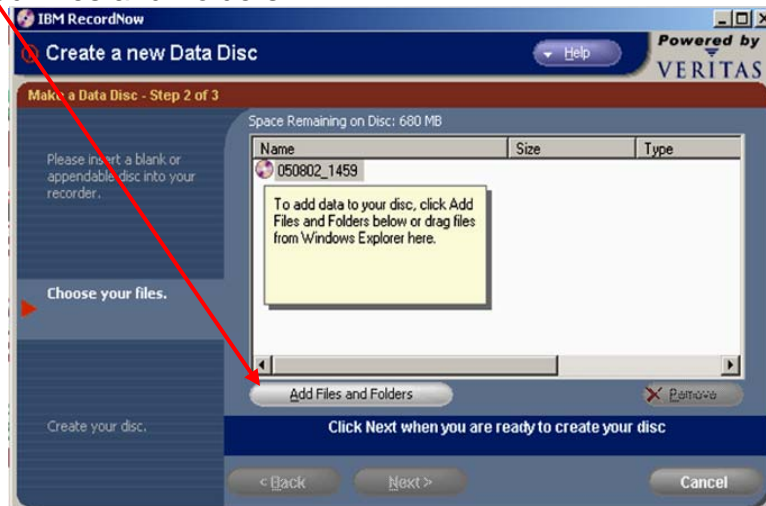 IBM RecordNow
Create a new Data Disc
Help
Powered by
VERITAS
Make a Data Disc - Step 2 of 3
Space Remaining on Disc: 680 MB
Name Size Type
050802_1459
Please insert a blank or
appendable disc into your
recorder.
To add data to your disc, click Add
Files and Folders below or drag files
from Windows Explorer here.
Choose your files.
Add Files and Folders
Remove
Create your disc.
Click Next when you are ready to create your disc
< Back
Next >
Cancel